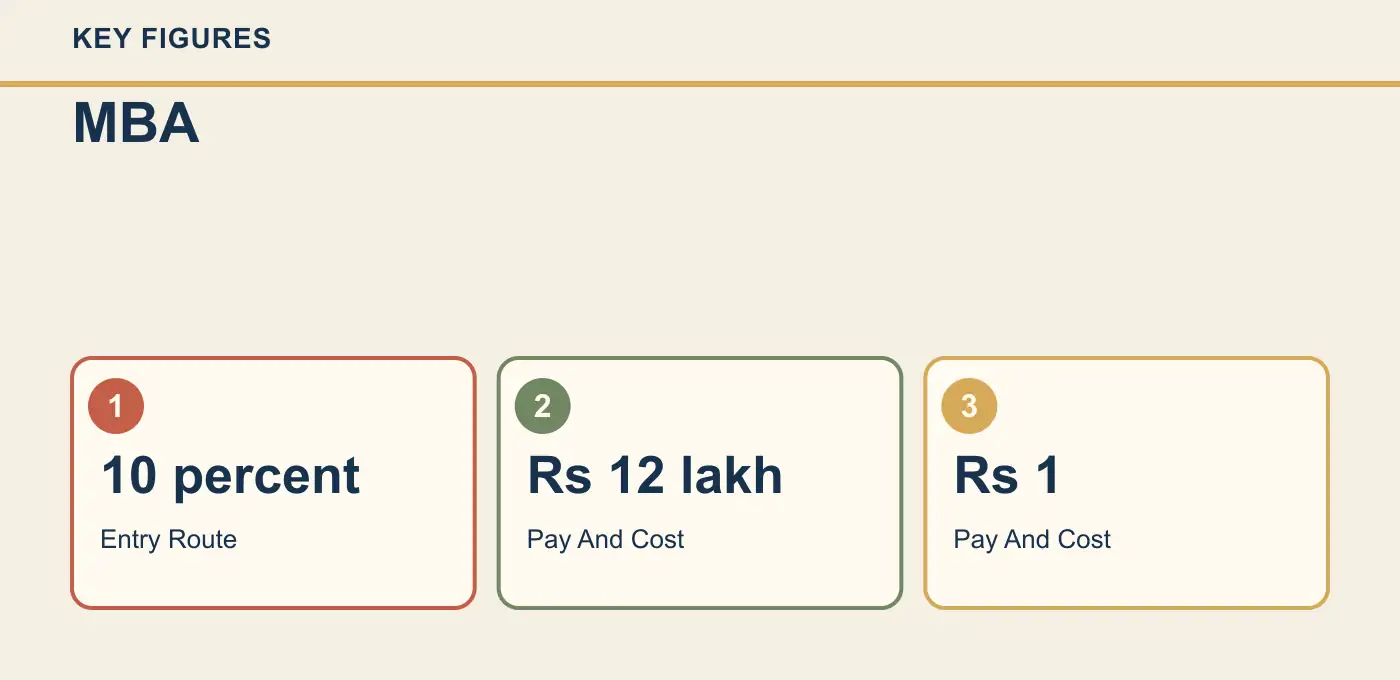 KEY FIGURES
MBA
1
10 percent
Entry Route
2
Rs 12 lakh
Pay And Cost
3
Rs 1
Pay And Cost